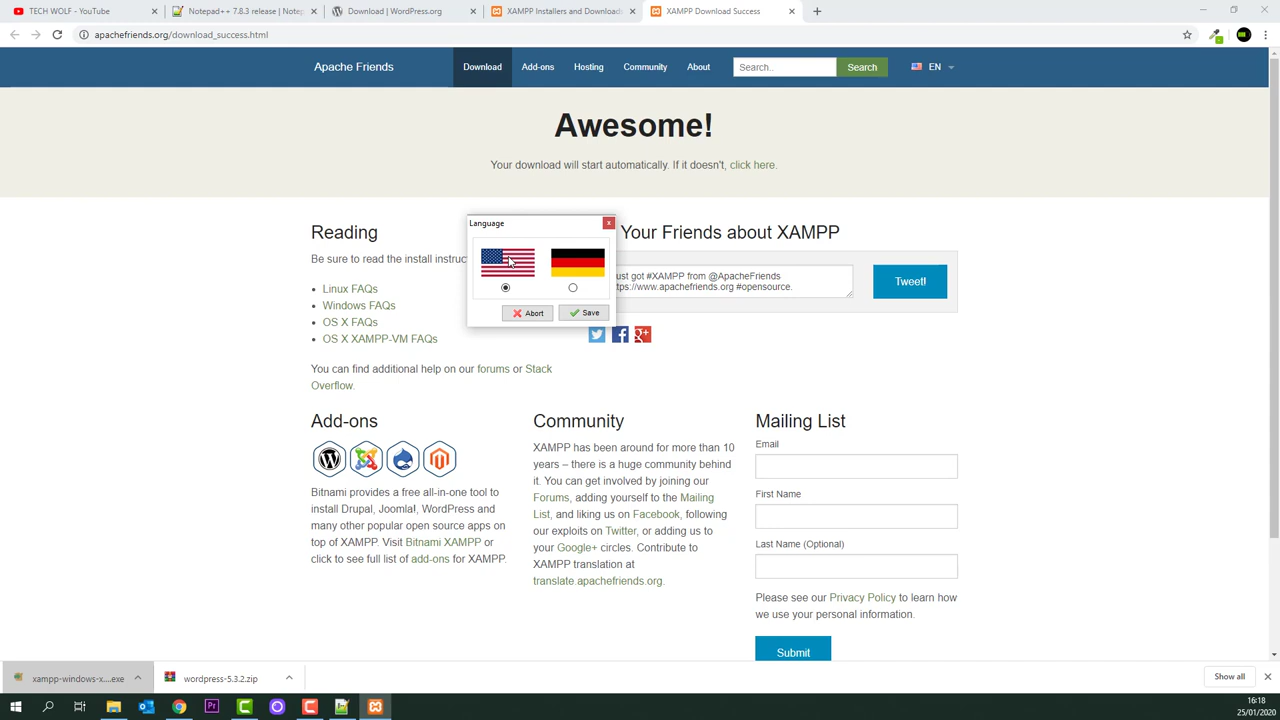 TECH WOLF - YouTube
Notepad++ 7.8.3 release | Notep
Download | WordPress.org
XAMPP Installers and Download
XAMPP Download Success
apachefriends.org/download_success.html
Apache Friends
Download
Add-ons
Hosting
Community
About
Search..
Search
EN
Awesome!
Your download will start automatically. If it doesn't, click here.
Language
Abort
Save
Reading
Be sure to read the install instruc
Linux FAQs
Windows FAQs
OS X FAQs
OS X XAMPP-VM FAQs
You can find additional help on our forums or Stack
Overflow.
Your Friends about XAMPP
ust got #XAMPP from @ApacheFriends
tps://www.apachefriends.org #opensource.
Tweet!
Add-ons
Bitnami provides a free all-in-one tool to
install Drupal, Joomla!, WordPress and
many other popular open source apps on
top of XAMPP. Visit Bitnami XAMPP or
click to see full list of add-ons for XAMPP.
Community
XAMPP has been around for more than 10
years – there is a huge community behind
it. You can get involved by joining our
Forums, adding yourself to the Mailing
List, and liking us on Facebook, following
our exploits on Twitter, or adding us to
your Google+ circles. Contribute to
XAMPP translation at
translate.apachefriends.org.
Mailing List
Email
First Name
Last Name (Optional)
Please see our Privacy Policy to learn how
we use your personal information.
Submit
xampp-windows-x....exe
wordpress-5.3.2.zip
Show all
16:18
25/01/2020